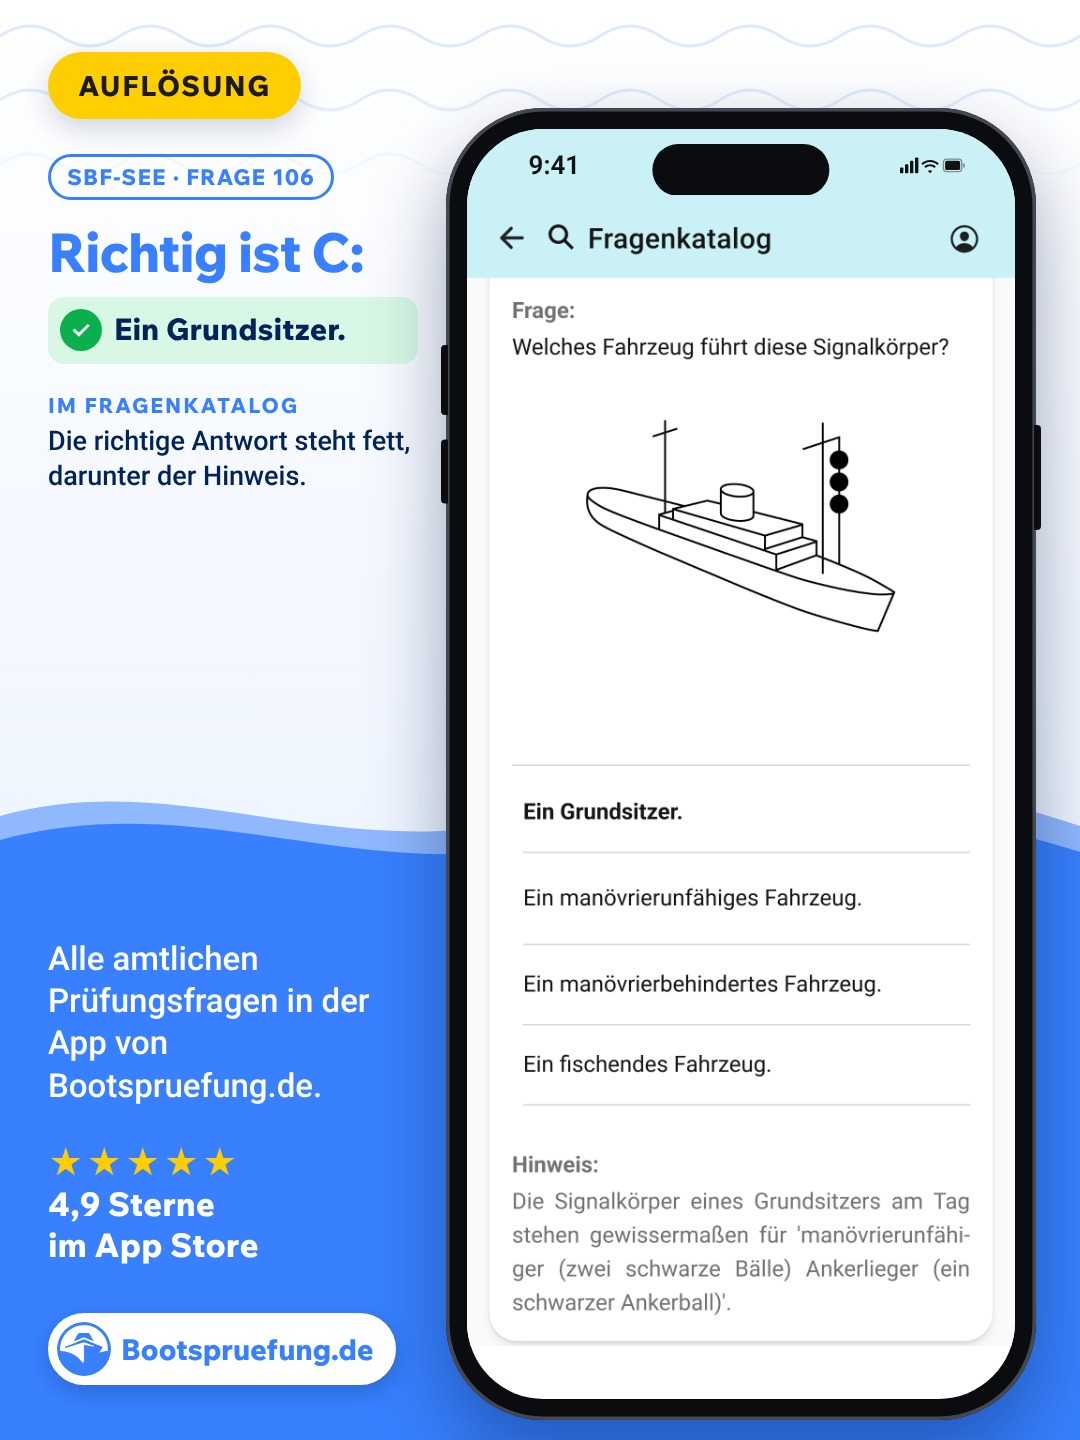 AUFLÖSUNG
SBF-SEE · FRAGE 106
Richtig ist C:
Ein Grundsitzer.
IM FRAGENKATALOG
Die richtige Antwort steht fett,
darunter der Hinweis.
Alle amtlichen
Prüfungsfragen in der
App von
Bootspruefung.de.
★★★★★
4,9 Sterne
im App Store
Bootspruefung.de
9:41
Fragenkatalog
Frage:
Welches Fahrzeug führt diese Signalkörper?
Ein Grundsitzer.
Ein manövrierunfähiges Fahrzeug.
Ein manövrierbehindertes Fahrzeug.
Ein fischendes Fahrzeug.
Hinweis:
Die Signalkörper eines Grundsitzers am Tag
stehen gewissermaßen für 'manövrierunfähi-
ger (zwei schwarze Bälle) Ankerlieger (ein
schwarzer Ankerball)'.